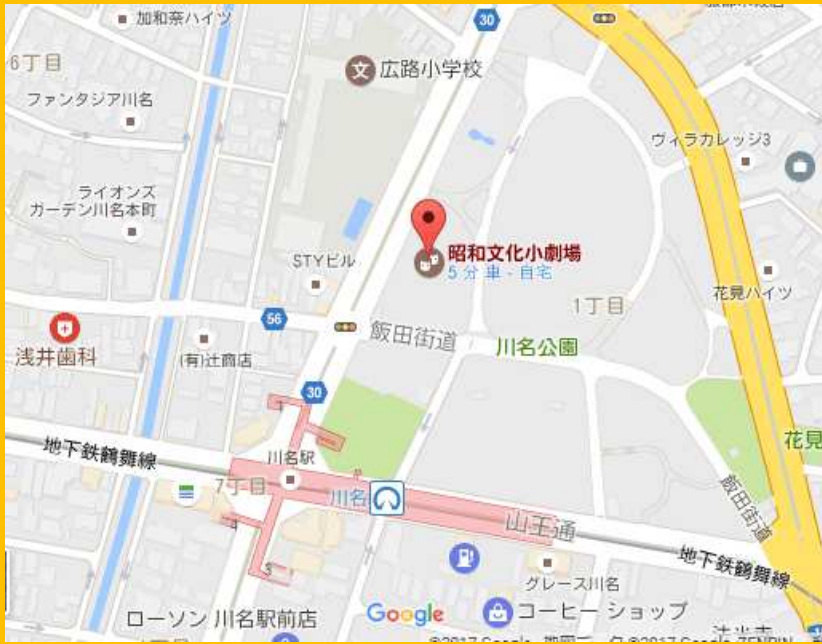 加和奈ハイツ
30
6丁目
文 広路小学校
ファンタジア川名
ヴィラカレッジ3
ライオンズ
ガーデン川名本町
昭和文化小劇場
5 分 車 - 自宅
STYビル
1丁目
花見ハイツ
56
飯田街道
川名公園
浅井歯科
(有)辻商店
30
1
花見
地下鉄鶴舞線
川名駅
7丁目
川名
飯田街道
4
山王通
地下鉄鶴舞線
3
グレース川名
ローソン 川名駅前店
Google
コーヒー ショップ